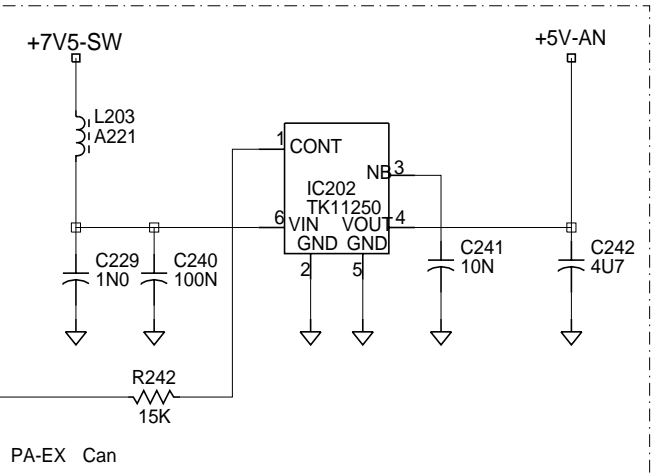 +7V5-SW
+5V-AN
L203
A221
1
CONT
NB
3
IC202
TK11250
6
VIN
VOUT
4
GND
GND
2
5
C229
1N0
C240
100N
C241
10N
C242
4U7
R242
15K
PA-EX Can